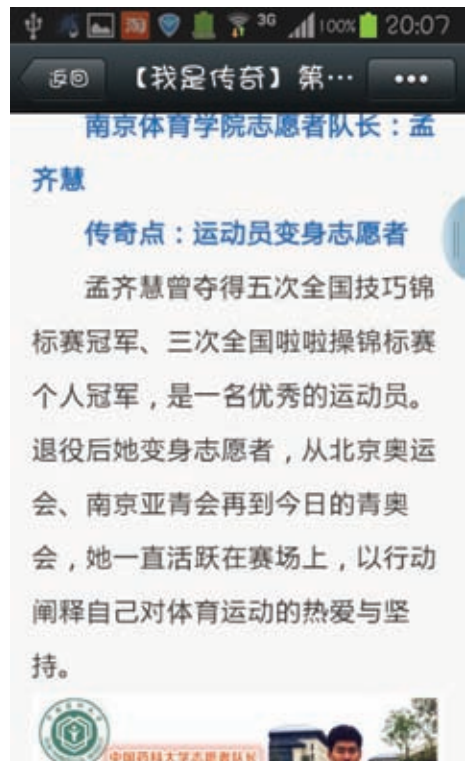 3G 100% 20:07
返回 【我是传奇】第… •••
南京体育学院志愿者队长：孟
齐慧
传奇点：运动员变身志愿者
孟齐慧曾夺得五次全国技巧锦
标赛冠军、三次全国啦啦操锦标赛
个人冠军，是一名优秀的运动员。
退役后她变身志愿者，从北京奥运
会、南京亚青会再到今日的青奥
会，她一直活跃在赛场上，以行动
阐释自己对体育运动的热爱与坚
持。
中国药科大学志愿者队长